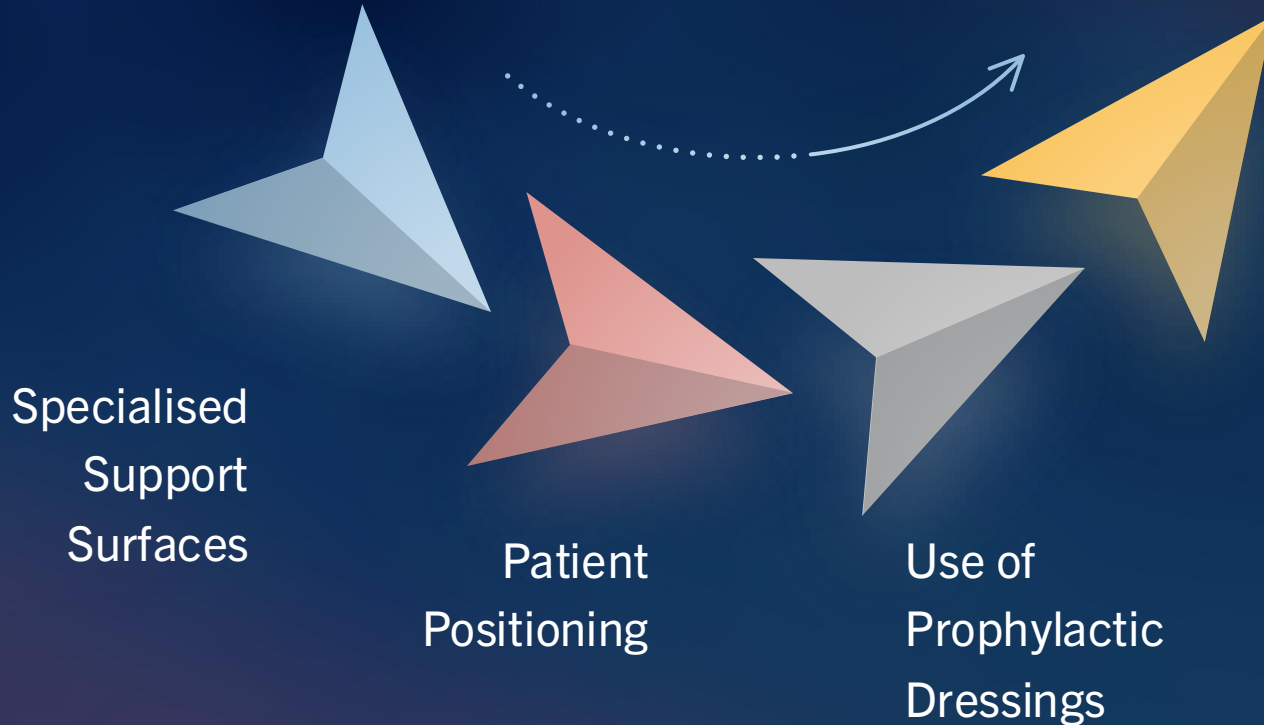 Specialised
Support
Surfaces
Patient
Positioning
Use of
Prophylactic
Dressings